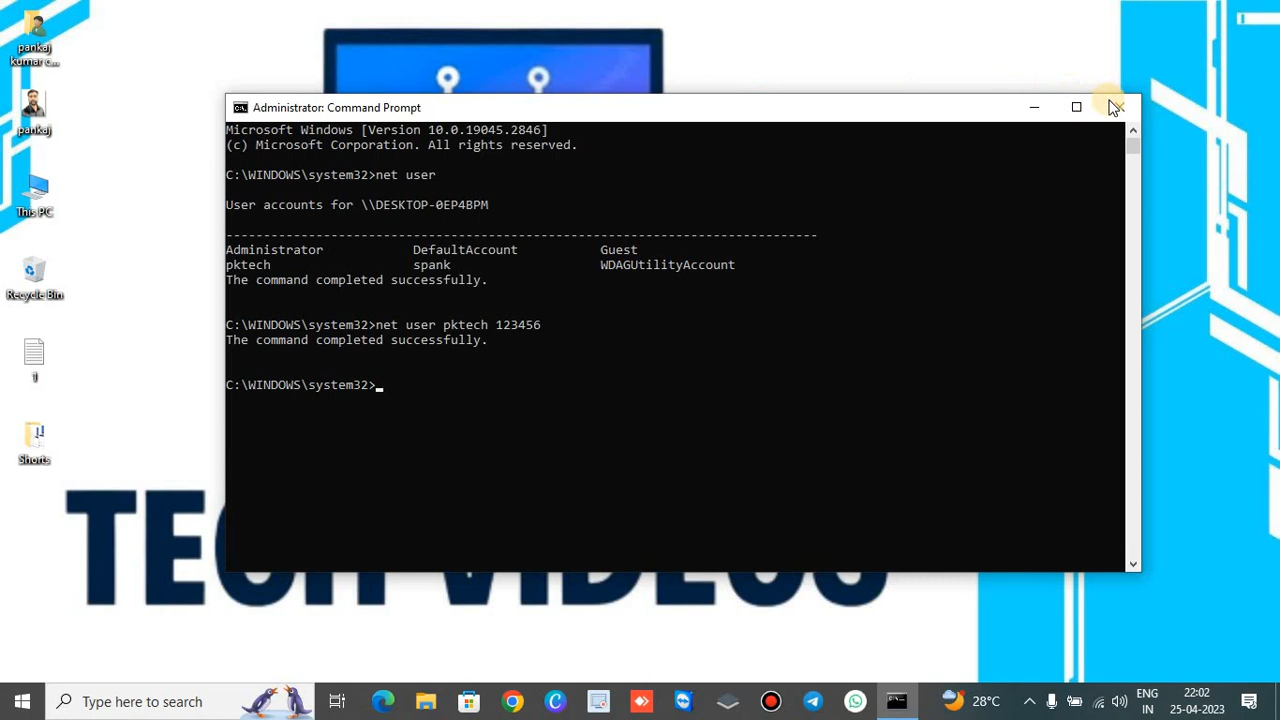 pankaj
kumar c...
pankaj
This PC
Recycle Bin
1
Shorts
Administrator: Command Prompt
Microsoft Windows [Version 10.0.19045.2846]
(c) Microsoft Corporation. All rights reserved.
C:\WINDOWS\system32>net user
User accounts for \\DESKTOP-0EP4BPM
-------------------------------------------------------------------------------
Administrator DefaultAccount Guest
pktech spank WDAGUtilityAccount
The command completed successfully.
C:\WINDOWS\system32>net user pktech 123456
The command completed successfully.
C:\WINDOWS\system32>
TECH VIDEOS
Type here to search
28°C
ENG
IN
22:02
25-04-2023